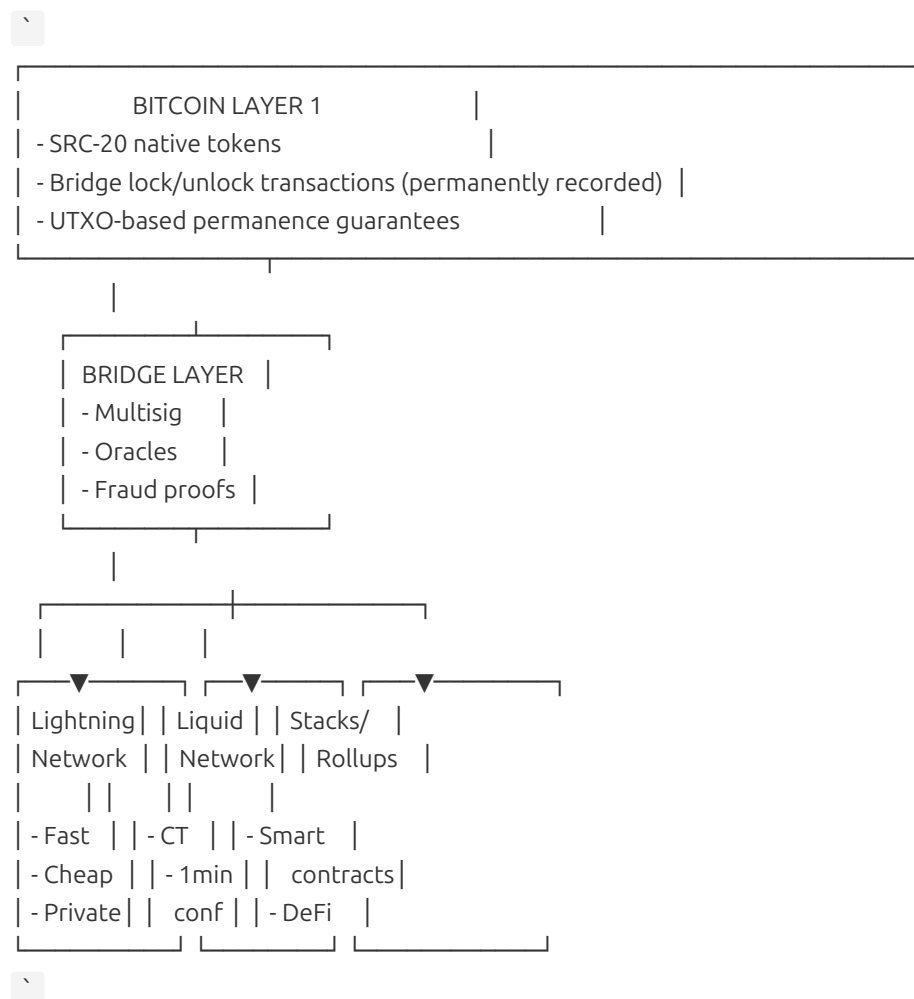 `
BITCOIN LAYER 1
- SRC-20 native tokens
- Bridge lock/unlock transactions (permanently recorded)
- UTXO-based permanence guarantees
BRIDGE LAYER
- Multisig
- Oracles
- Fraud proofs
Lightning Liquid Stacks/
Network Network Rollups
- Fast - CT - Smart
- Cheap - 1min contracts
- Private conf - DeFi
`